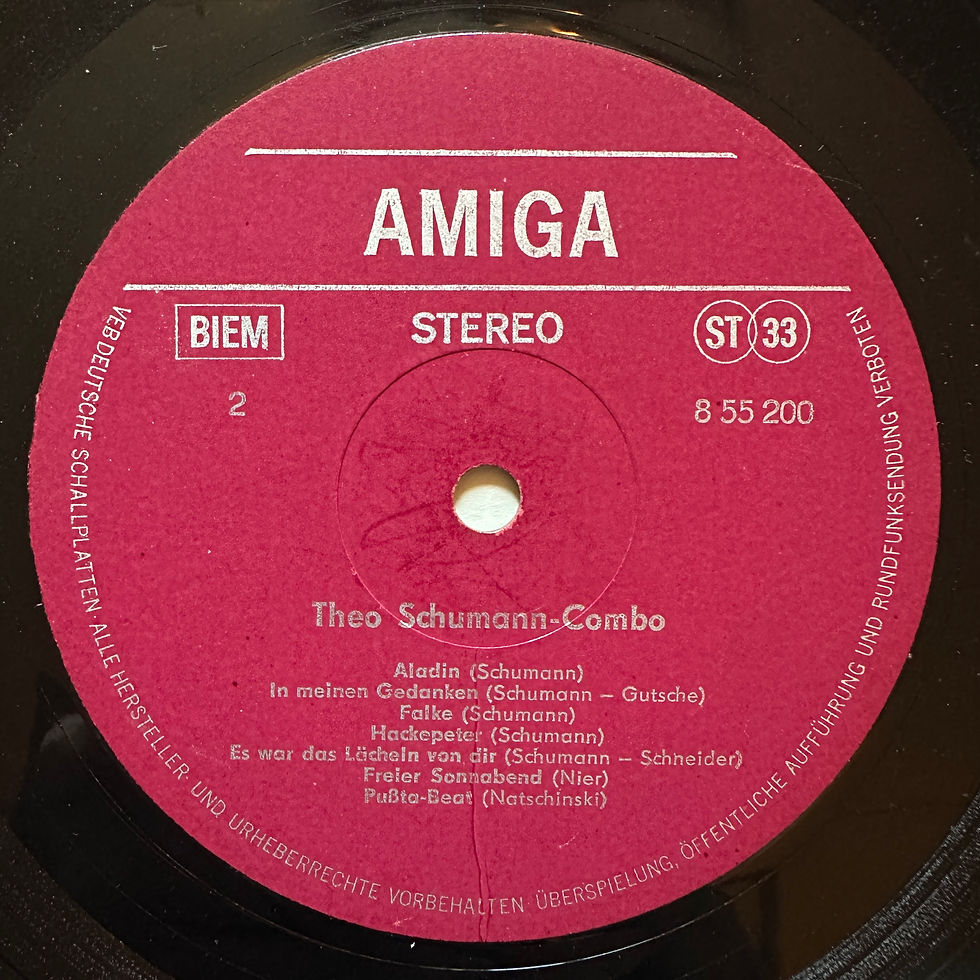 AMIGA
BIEM
STEREO
ST 33
2
8 55 200
Theo Schumann-Combo
Aladin (Schumann)
In meinen Gedanken (Schumann – Gutsche)
Falke (Schumann)
Hackepeter (Schumann)
Es war das Lächeln von dir (Schumann – Schneider)
Freier Sonnabend (Nier)
Pußta-Beat (Natschinski)
VEB DEUTSCHE SCHALLPLATTEN · ALLE HERSTELLER- UND URHEBERRECHTE VORBEHALTEN · ÜBERSPIELUNG, ÖFFENTLICHE AUFFÜHRUNG UND RUNDFUNKSENDUNG VERBOTEN